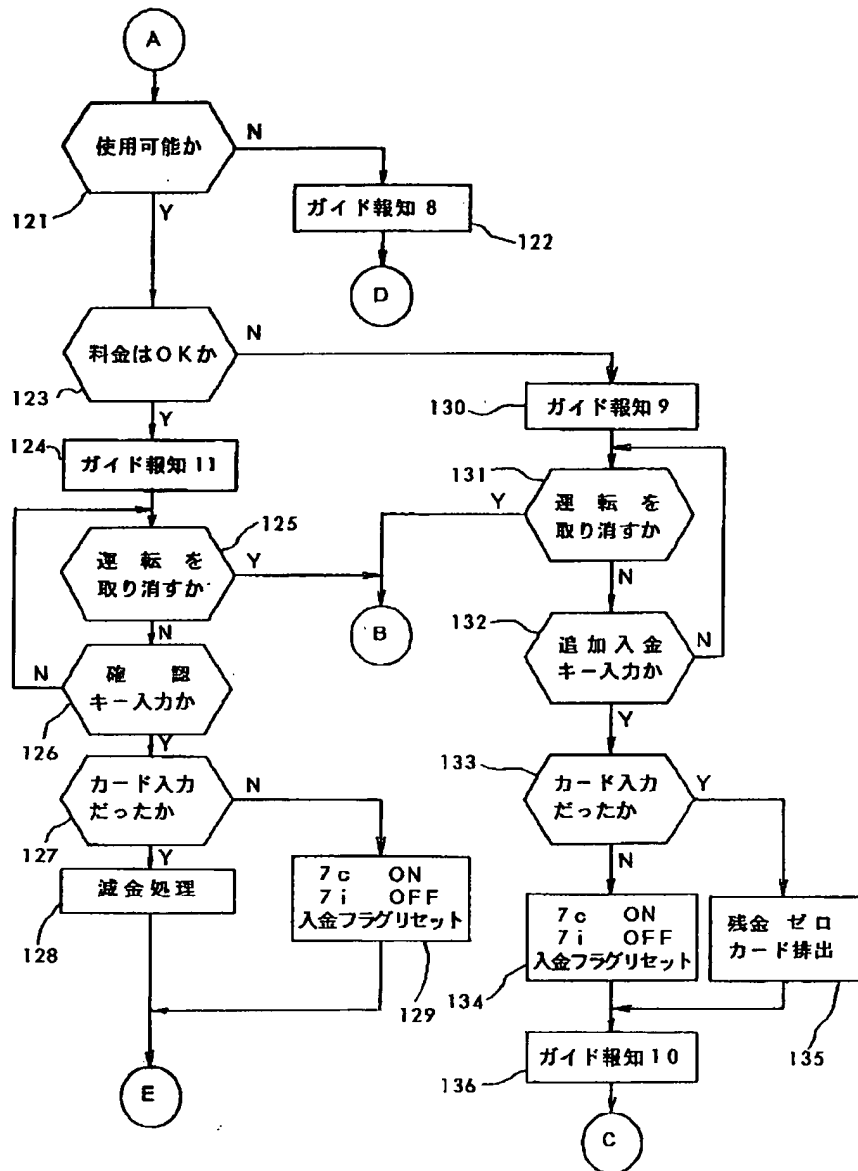 A
使用可能か
N
121
Y
ガイド報知 8
122
D
料金はOKか
N
123
Y
130
ガイド報知 9
124
ガイド報知 11
131
Y
運転を
取り消すか
125
運転を
取り消すか
Y
N
B
N
132
追加入金
キー入力か
N
N
確認
キー入力か
Y
126
Y
133
カード入力
だったか
N
カード入力
だったか
Y
127
Y
N
減金処理
128
7c ON
7i OFF
入金フラグリセット
129
7c ON
7i OFF
入金フラグリセット
134
残金 ゼロ
カード排出
135
ガイド報知 10
136
E
C